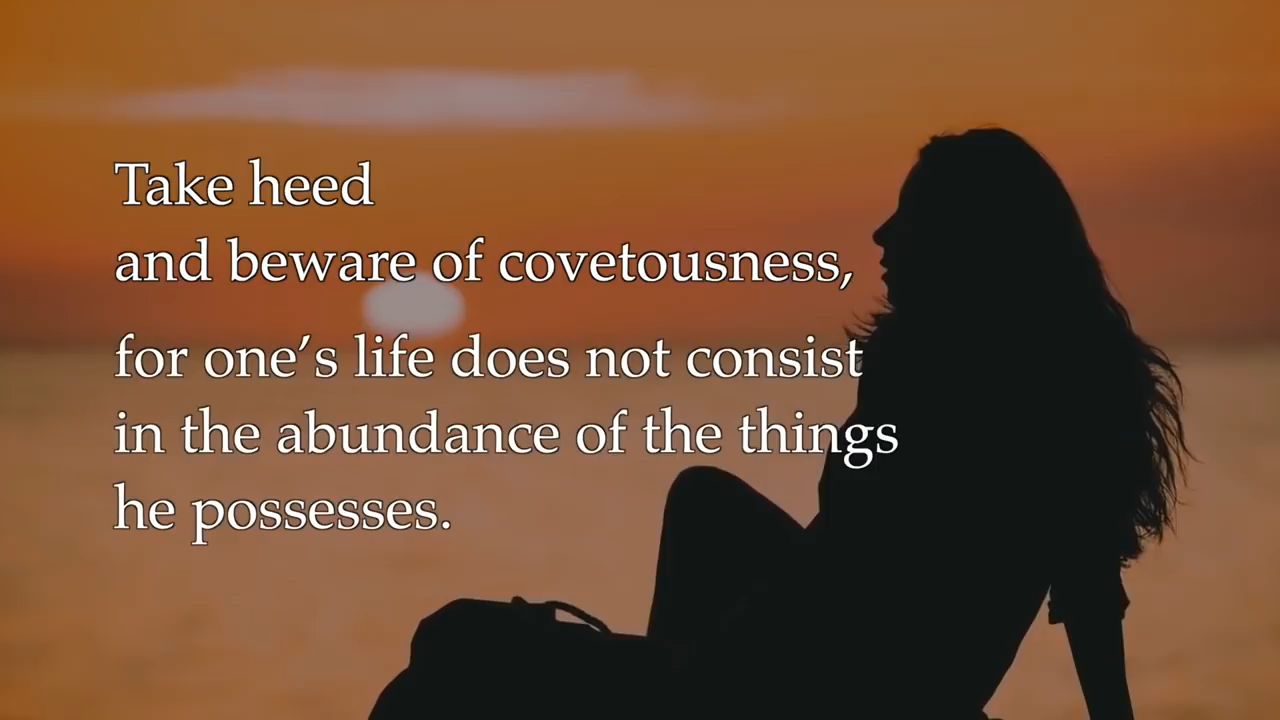 Take heed
and beware of covetousness,
for one’s life does not consist
in the abundance of the things
he possesses.